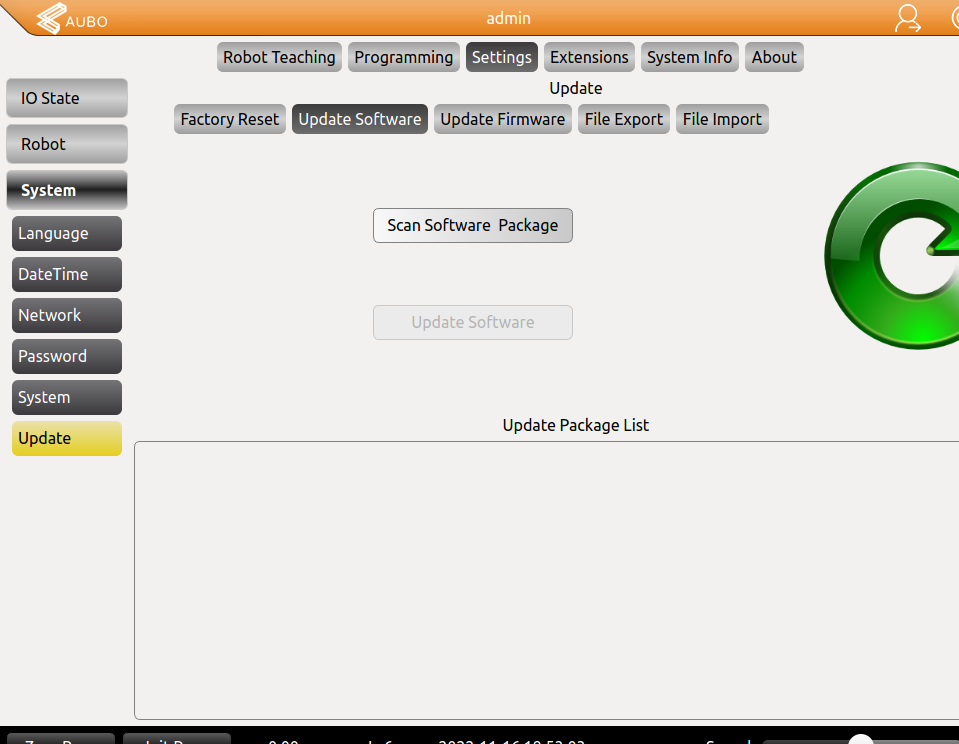 AUBO
admin
Robot Teaching Programming Settings Extensions System Info About
Update
Factory Reset Update Software Update Firmware File Export File Import
IO State
Robot
System
Language
DateTime
Network
Password
System
Update
Scan Software Package
Update Software
Update Package List